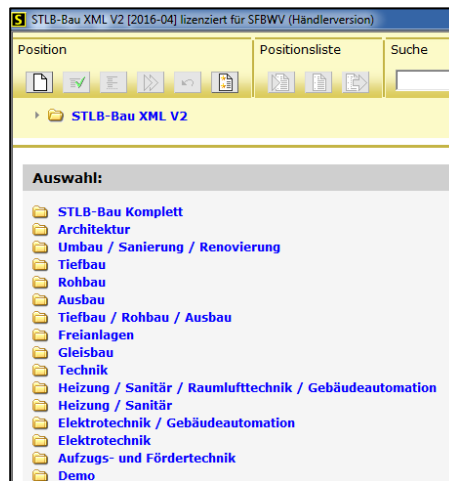 STLB-Bau XML V2 [2016-04] lizenziert für SFBWV (Händlerversion)
Position Positionsliste Suche
STLB-Bau XML V2
Auswahl:
STLB-Bau Komplett
Architektur
Umbau / Sanierung / Renovierung
Tiefbau
Rohbau
Ausbau
Tiefbau / Rohbau / Ausbau
Freianlagen
Gleisbau
Technik
Heizung / Sanitär / Raumlufttechnik / Gebäudeautomation
Heizung / Sanitär
Elektrotechnik / Gebäudeautomation
Elektrotechnik
Aufzugs- und Fördertechnik
Demo